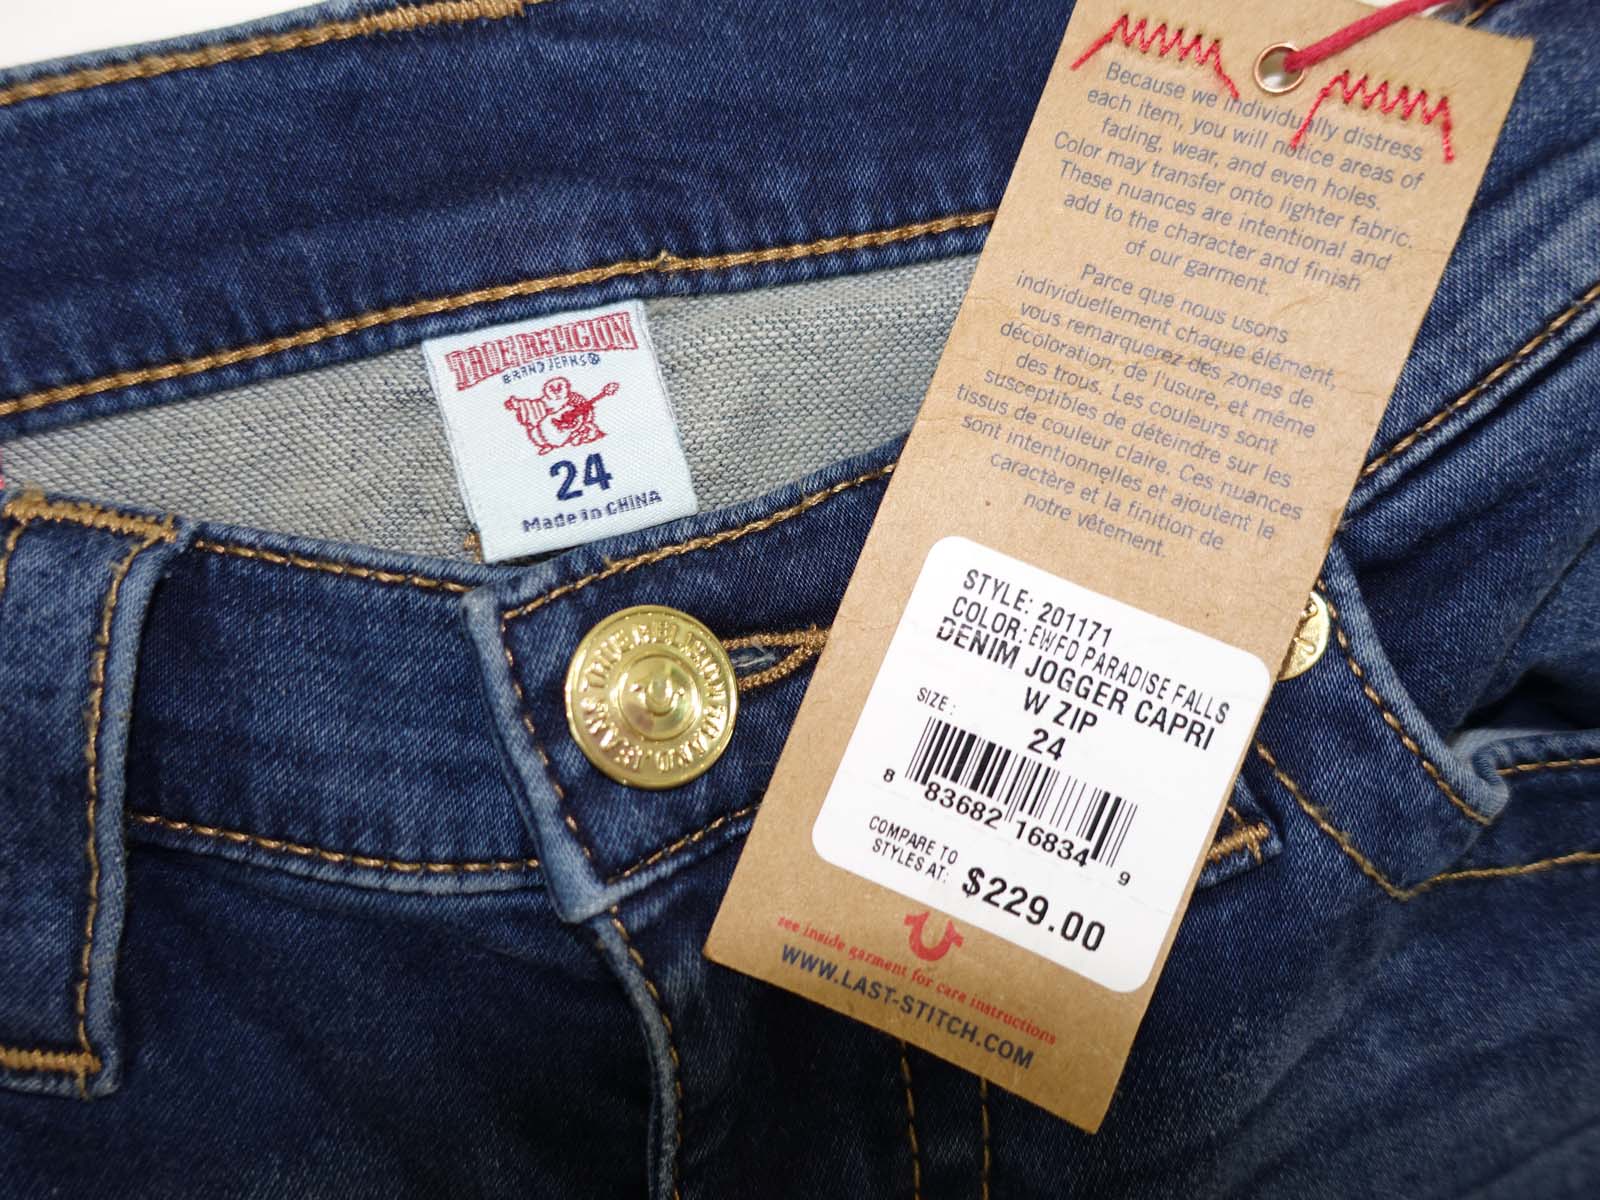 TRUE RELIGION
BRAND JEANS®
24
Made in CHINA
TRUE RELIGION BRAND JEANS
Because we individually distress
each item, you will notice areas of
fading, wear, and even holes.
Color may transfer onto lighter fabric.
These nuances are intentional and
add to the character and finish
of our garment.
Parce que nous usons
individuellement chaque élément,
vous remarquerez des zones de
décoloration, de l'usure, et même
des trous. Les couleurs sont
susceptibles de déteindre sur les
tissus de couleur claire. Ces nuances
sont intentionnelles et ajoutent le
caractère et la finition de
notre vêtement.
STYLE: 201171
COLOR: EWFD PARADISE FALLS
DENIM JOGGER CAPRI
W ZIP
SIZE: 24
8 83682 16834 9
COMPARE TO
STYLES AT: $229.00
see inside garment for care instructions
WWW.LAST-STITCH.COM